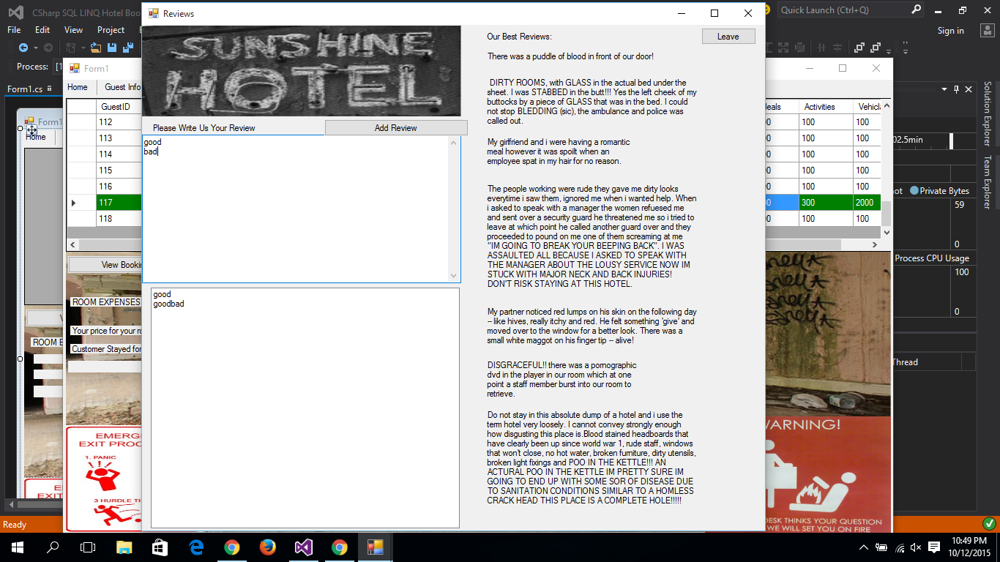 CSharp SQL LINQ Hotel Boo
Reviews
Quick Launch (Ctrl+Q)
File Edit View Project
Sign in
Process: [1
Form1
Form1.cs
Form1
Home
Home Guest Info
GuestID
112
113
114
115
116
117
118
View Bookin
ROOM EXPENSES
Your price for your ro
Customer Stayed for
ROOM E
EMERG
EXIT PROC
1. PANIC
3 HURDLE TH
EMERG
Ready
SUNSHINE
HOTEL
Please Write Us Your Review
Add Review
good
bad
good
goodbad
Our Best Reviews:
Leave
There was a puddle of blood in front of our door!
DIRTY ROOMS, with GLASS in the actual bed under the
sheet. I was STABBED in the butt!!! Yes the left cheek of my
buttocks by a piece of GLASS that was in the bed. I could
not stop BLEDDING (sic), the ambulance and police was
called out.
My girlfriend and i were having a romantic
meal however it was spoilt when an
employee spat in my hair for no reason.
The people working were rude they gave me dirty looks
everytime i saw them, ignored me when i wanted help. When
i asked to speak with a manager the women refuesed me
and sent over a security guard he threatened me so i tried to
leave at which point he called another guard over and they
proceeded to pound on me one of them screaming at me
"IM GOING TO BREAK YOUR BEEPING BACK". I WAS
ASSAULTED ALL BECAUSE I ASKED TO SPEAK WITH
THE MANAGER ABOUT THE LOUSY SERVICE NOW IM
STUCK WITH MAJOR NECK AND BACK INJURIES!
DON'T RISK STAYING AT THIS HOTEL.
My partner noticed red lumps on his skin on the following day
-- like hives, really itchy and red. He felt something 'give' and
moved over to the window for a better look. There was a
small white maggot on his finger tip -- alive!
DISGRACEFUL!! there was a pornographic
dvd in the player in our room which at one
point a staff member burst into our room to
retrieve.
Do not stay in this absolute dump of a hotel and i use the
term hotel very loosely. I cannot convey strongly enough
how disgusting this place is.Blood stained headboards that
have clearly been up since world war 1, rude staff, windows
that won't close, no hot water, broken furniture, dirty utensils,
broken light fixings and POO IN THE KETTLE!!! AN
ACTURAL POO IN THE KETTLE IM PRETTY SURE IM
GOING TO END UP WITH SOME SOR OF DISEASE DUE
TO SANITATION CONDITIONS SIMILAR TO A HOMLESS
CRACK HEAD THIS PLACE IS A COMPLETE HOLE!!!!!
leals Activities Vehicl
00 100 100
00 100 100
00 100 100
00 100 100
00 100 100
00 300 2000
00 100 100
WARNING!
DESK THINKS YOUR QUESTION
WE WILL SET YOU ON FIRE
02.5min
hot Private Bytes
59
0
Process CPU Usage
100
0
Thread
Solution Explorer
Team Explorer
10:49 PM
10/12/2015